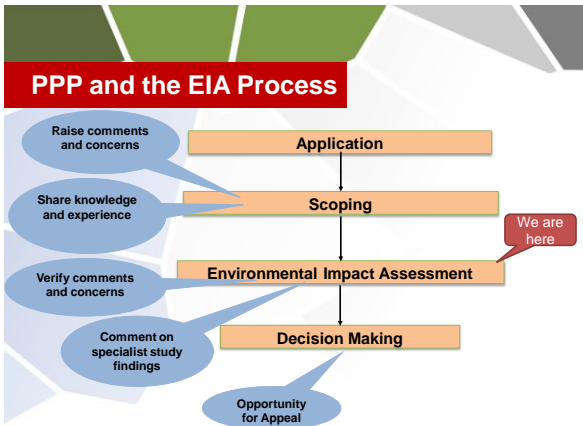 PPP and the EIA Process
Raise comments
and concerns
Application
Share knowledge
and experience
Scoping
We are
here
Verify comments
and concerns
Environmental Impact Assessment
Comment on
specialist study
findings
Decision Making
Opportunity
for Appeal